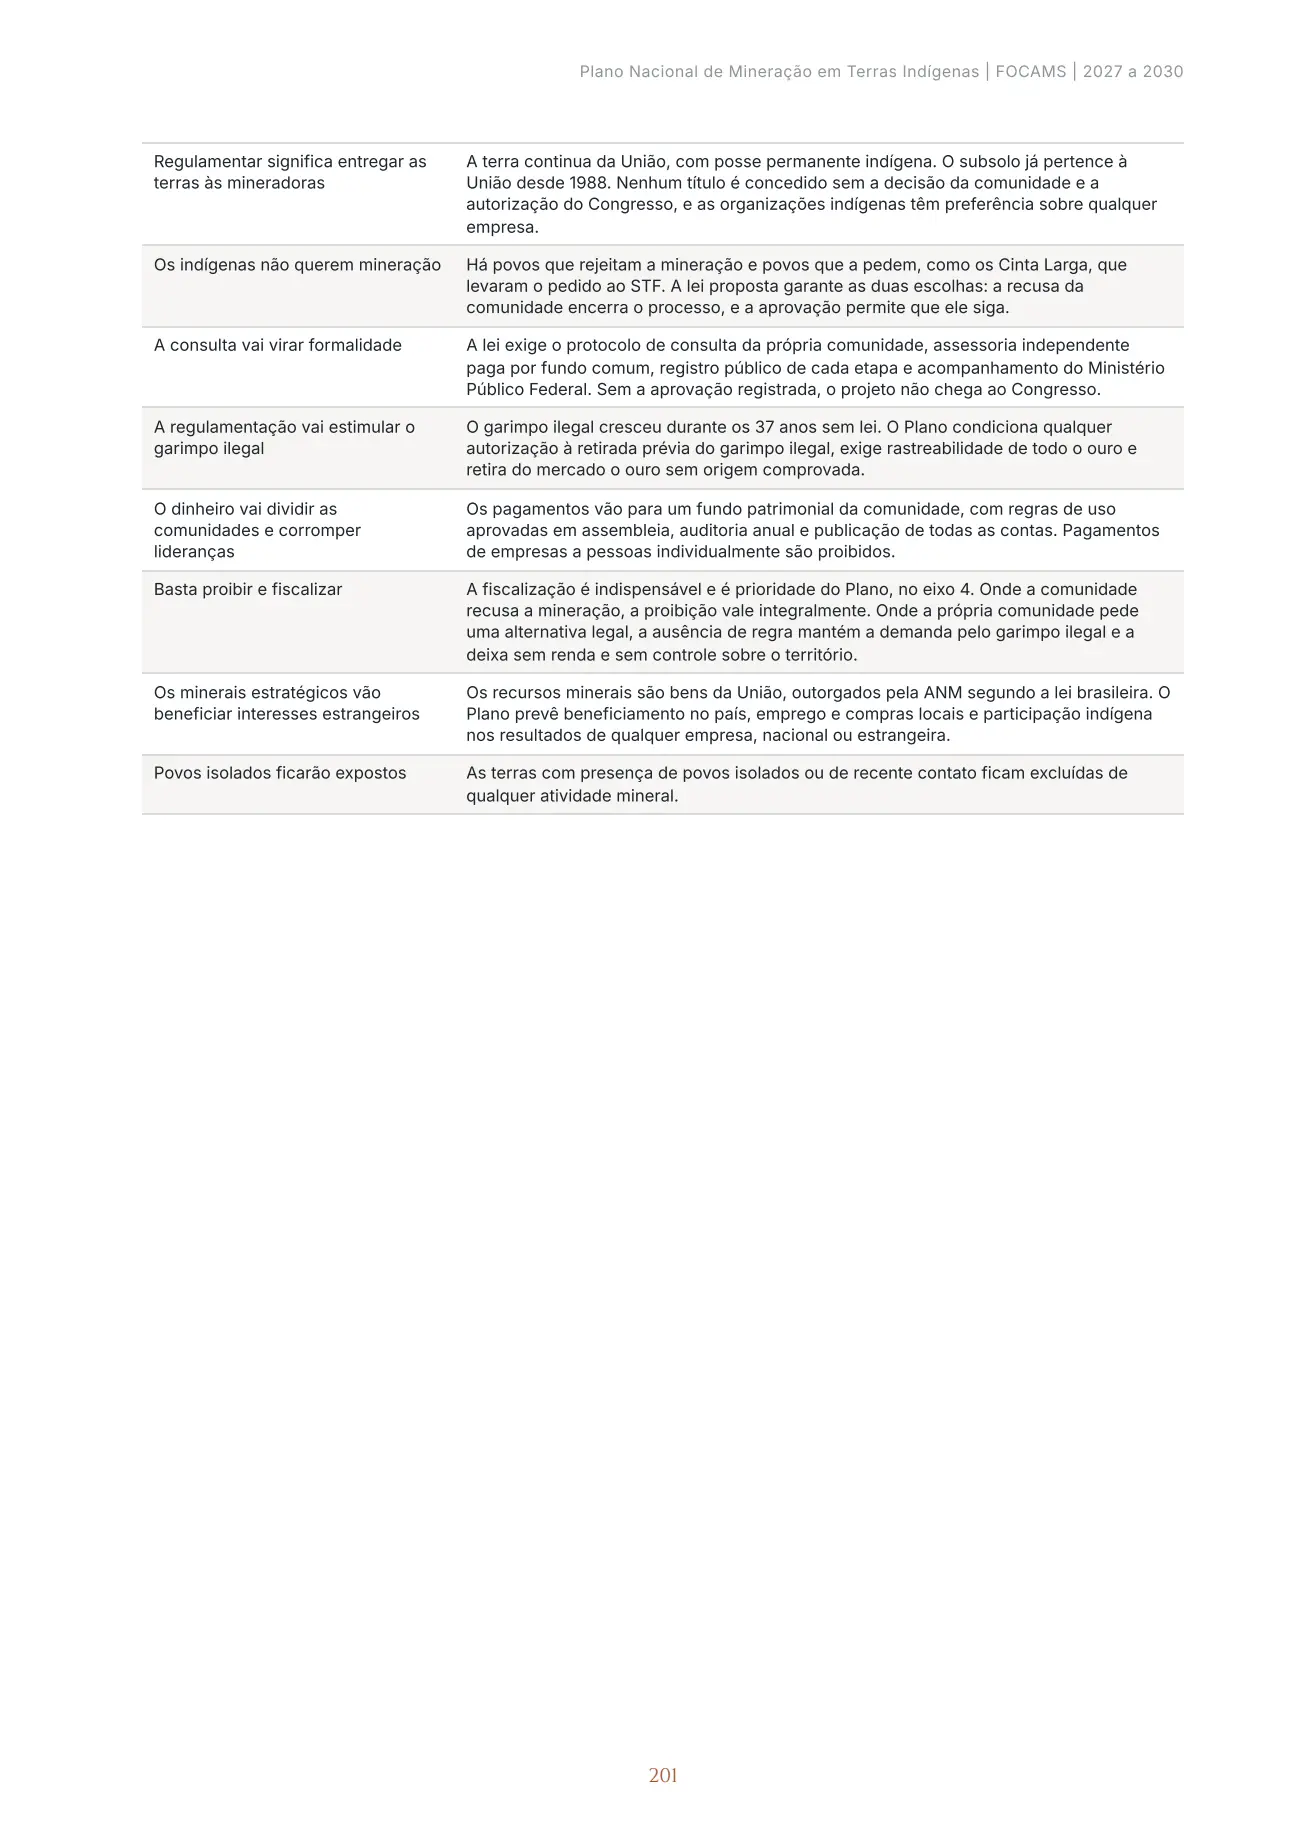 Plano Nacional de Mineração em Terras Indígenas | FOCAMS | 2027 a 2030
Regulamentar significa entregar as
terras às mineradoras
A terra continua da União, com posse permanente indígena. O subsolo já pertence à
União desde 1988. Nenhum título é concedido sem a decisão da comunidade e a
autorização do Congresso, e as organizações indígenas têm preferência sobre qualquer
empresa.
Os indígenas não querem mineração
Há povos que rejeitam a mineração e povos que a pedem, como os Cinta Larga, que
levaram o pedido ao STF. A lei proposta garante as duas escolhas: a recusa da
comunidade encerra o processo, e a aprovação permite que ele siga.
A consulta vai virar formalidade
A lei exige o protocolo de consulta da própria comunidade, assessoria independente
paga por fundo comum, registro público de cada etapa e acompanhamento do Ministério
Público Federal. Sem a aprovação registrada, o projeto não chega ao Congresso.
A regulamentação vai estimular o
garimpo ilegal
O garimpo ilegal cresceu durante os 37 anos sem lei. O Plano condiciona qualquer
autorização à retirada prévia do garimpo ilegal, exige rastreabilidade de todo o ouro e
retira do mercado o ouro sem origem comprovada.
O dinheiro vai dividir as
comunidades e corromper
lideranças
Os pagamentos vão para um fundo patrimonial da comunidade, com regras de uso
aprovadas em assembleia, auditoria anual e publicação de todas as contas. Pagamentos
de empresas a pessoas individualmente são proibidos.
Basta proibir e fiscalizar
A fiscalização é indispensável e é prioridade do Plano, no eixo 4. Onde a comunidade
recusa a mineração, a proibição vale integralmente. Onde a própria comunidade pede
uma alternativa legal, a ausência de regra mantém a demanda pelo garimpo ilegal e a
deixa sem renda e sem controle sobre o território.
Os minerais estratégicos vão
beneficiar interesses estrangeiros
Os recursos minerais são bens da União, outorgados pela ANM segundo a lei brasileira. O
Plano prevê beneficiamento no país, emprego e compras locais e participação indígena
nos resultados de qualquer empresa, nacional ou estrangeira.
Povos isolados ficarão expostos
As terras com presença de povos isolados ou de recente contato ficam excluídas de
qualquer atividade mineral.
201